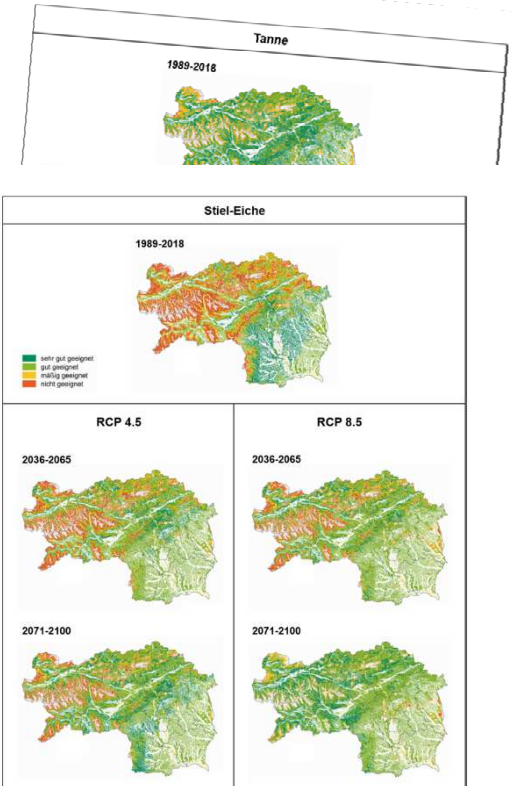 Tanne
1989-2018
Stiel-Eiche
1989-2018
sehr gut geeignet
gut geeignet
mäßig geeignet
nicht geeignet
RCP 4.5
RCP 8.5
2036-2065
2036-2065
2071-2100
2071-2100